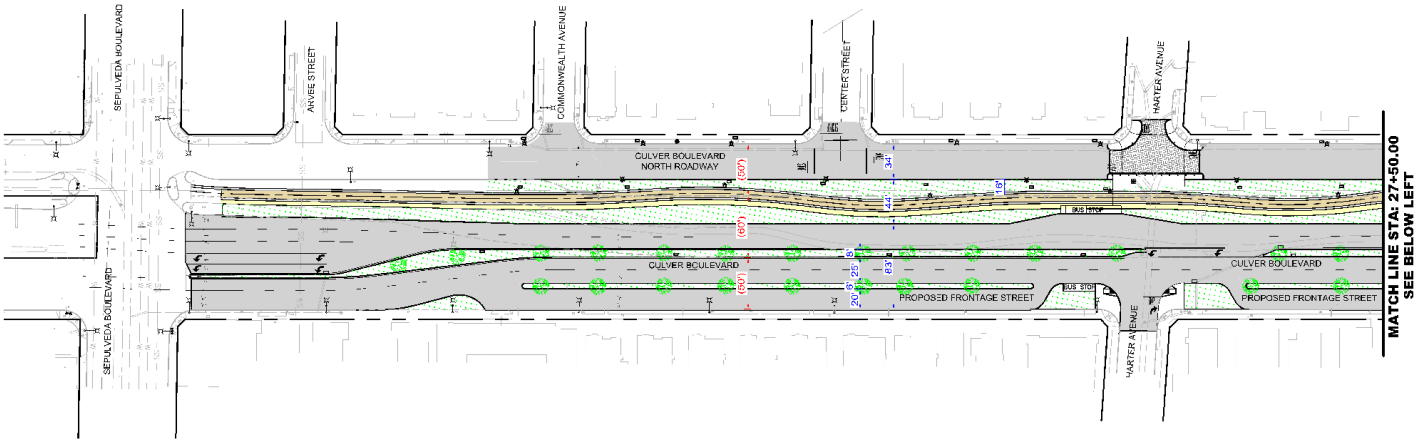 SEPULVEDA BOULEVARD
ARVEE STREET
COMMONWEALTH AVENUE
CENTER STREET
HARTER AVENUE
CULVER BOULEVARD
NORTH ROADWAY
(50')
34'
16'
44'
BUS STOP
(60')
CULVER BOULEVARD
8'
83'
25'
CULVER BOULEVARD
(50')
6'
20'
PROPOSED FRONTAGE STREET
BUS STOP
PROPOSED FRONTAGE STREET
SEPULVEDA BOULEVARD
HARTER AVENUE
MATCH LINE STA: 27+50.00
SEE BELOW LEFT